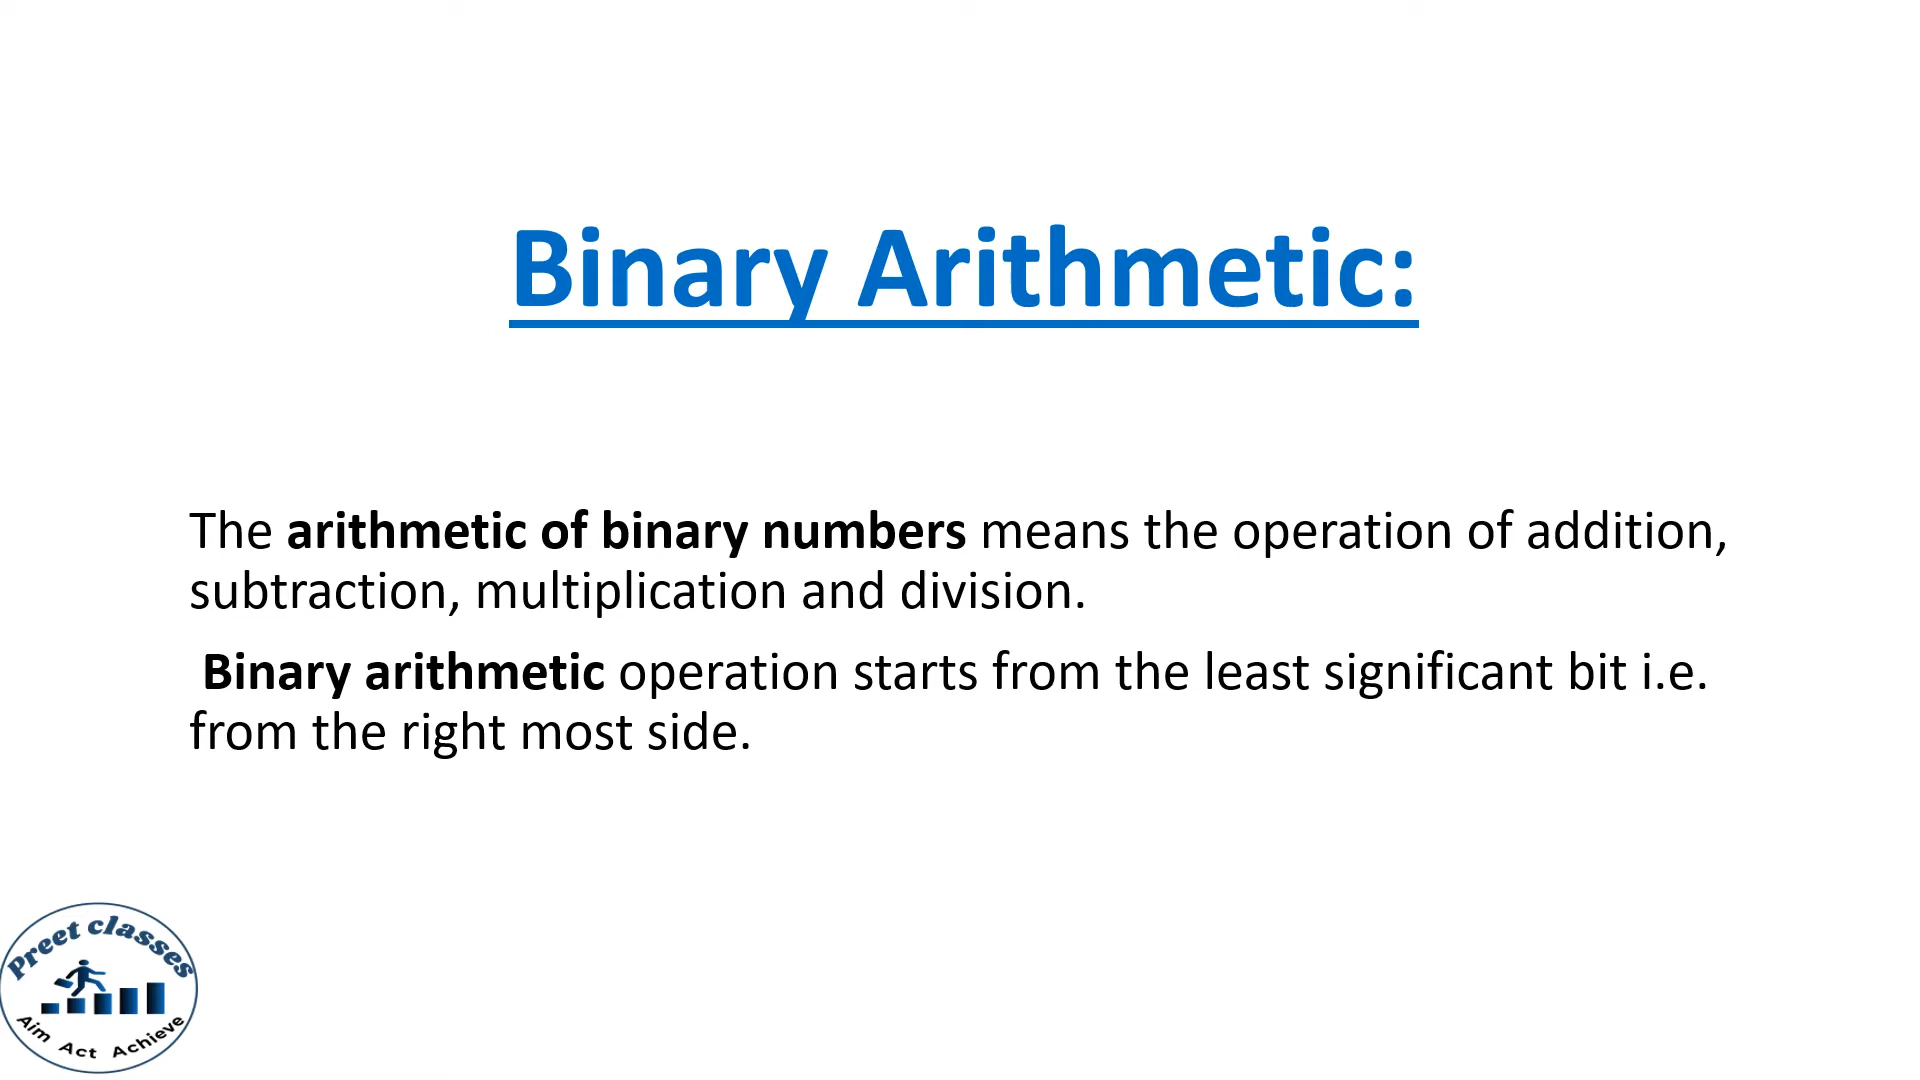 Binary Arithmetic:
The arithmetic of binary numbers means the operation of addition,
subtraction, multiplication and division.
Binary arithmetic operation starts from the least significant bit i.e.
from the right most side.
Preet classes
Aim Act Achieve